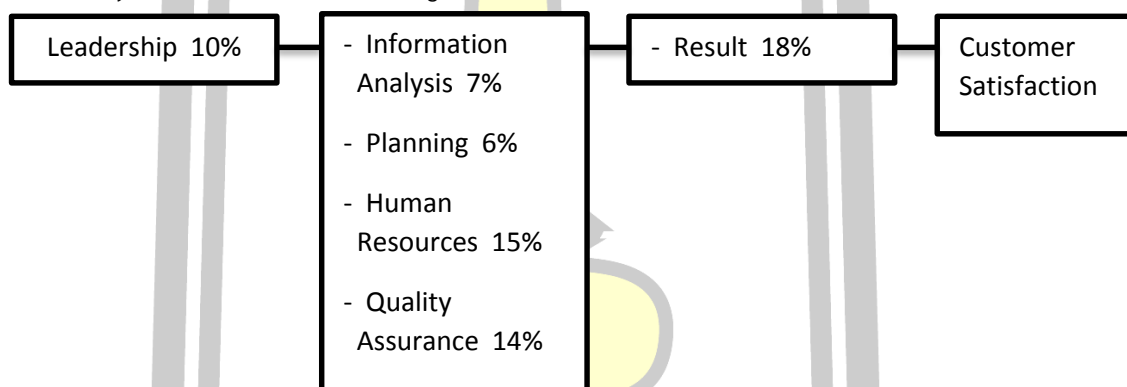 Leadership 10%
- Information
Analysis 7%
- Planning 6%
- Human
Resources 15%
- Quality
Assurance 14%
- Result 18%
Customer
Satisfaction